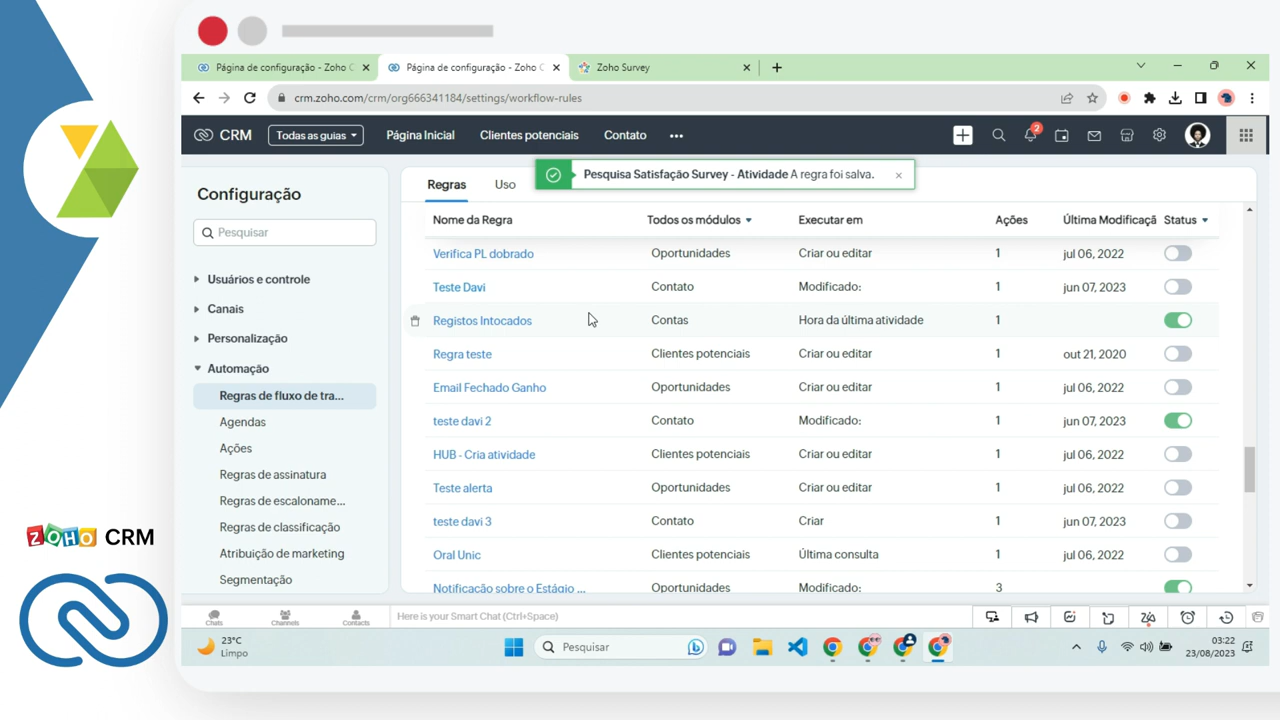 Página de configuração - Zoho C
Página de configuração - Zoho C
Zoho Survey
crm.zoho.com/crm/org666341184/settings/workflow-rules
CRM
Todas as guias
Página Inicial
Clientes potenciais
Contato
2
Configuração
Pesquisar
Usuários e controle
Canais
Personalização
Automação
Regras de fluxo de tra...
Agendas
Ações
Regras de assinatura
Regras de escaloname...
Regras de classificação
Atribuição de marketing
Segmentação
Regras
Uso
Pesquisa Satisfação Survey - Atividade A regra foi salva.
Nome da Regra Todos os módulos Executar em Ações Última Modificaçã Status
Verifica PL dobrado Oportunidades Criar ou editar 1 jul 06, 2022
Teste Davi Contato Modificado: 1 jun 07, 2023
Registos Intocados Contas Hora da última atividade 1
Regra teste Clientes potenciais Criar ou editar 1 out 21, 2020
Email Fechado Ganho Oportunidades Criar ou editar 1 jul 06, 2022
teste davi 2 Contato Modificado: 1 jun 07, 2023
HUB - Cria atividade Clientes potenciais Criar ou editar 1 jul 06, 2022
Teste alerta Oportunidades Criar ou editar 1 jul 06, 2022
teste davi 3 Contato Criar 1 jun 07, 2023
Oral Unic Clientes potenciais Última consulta 1 jul 06, 2022
Notificação sobre o Estágio ... Oportunidades Modificado: 3
ZOHO CRM
Chats
Channels
Contacts
Here is your Smart Chat (Ctrl+Space)
23°C
Limpo
Pesquisar
03:22
23/08/2023